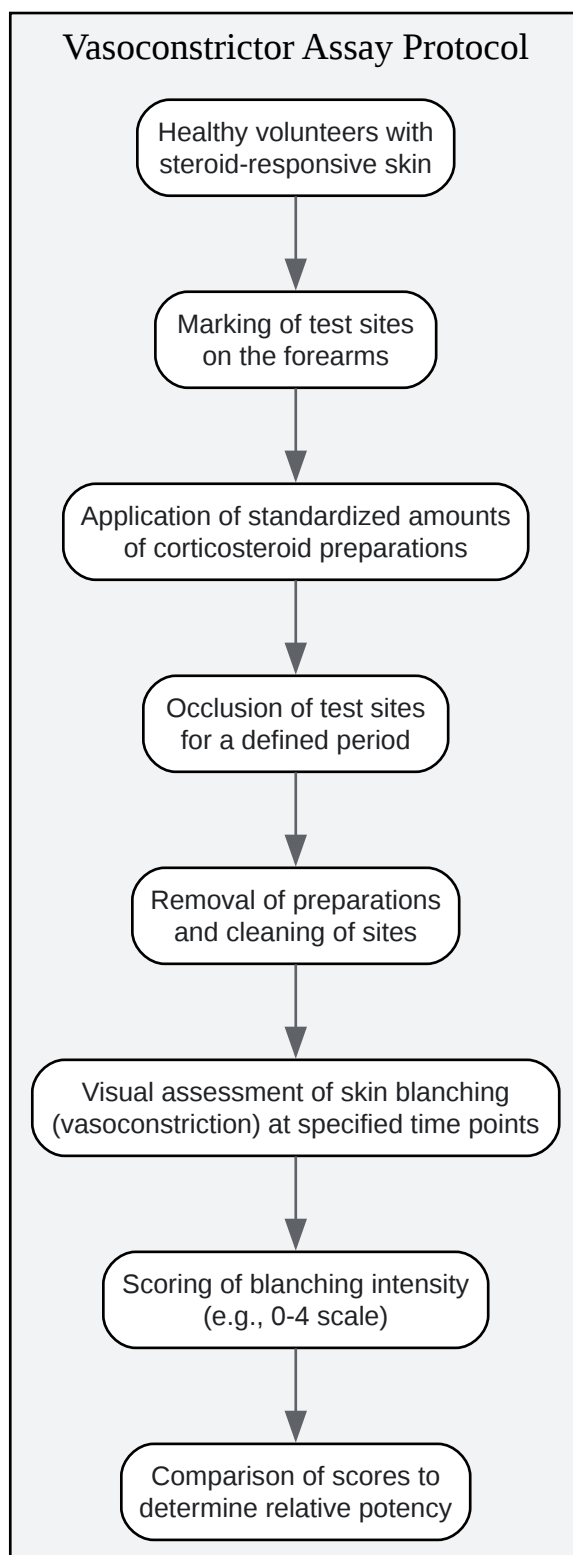 Vasoconstrictor Assay Protocol
Healthy volunteers with
steroid-responsive skin
Marking of test sites
on the forearms
Application of standardized amounts
of corticosteroid preparations
Occlusion of test sites
for a defined period
Removal of preparations
and cleaning of sites
Visual assessment of skin blanching
(vasoconstriction) at specified time points
Scoring of blanching intensity
(e.g., 0-4 scale)
Comparison of scores to
determine relative potency